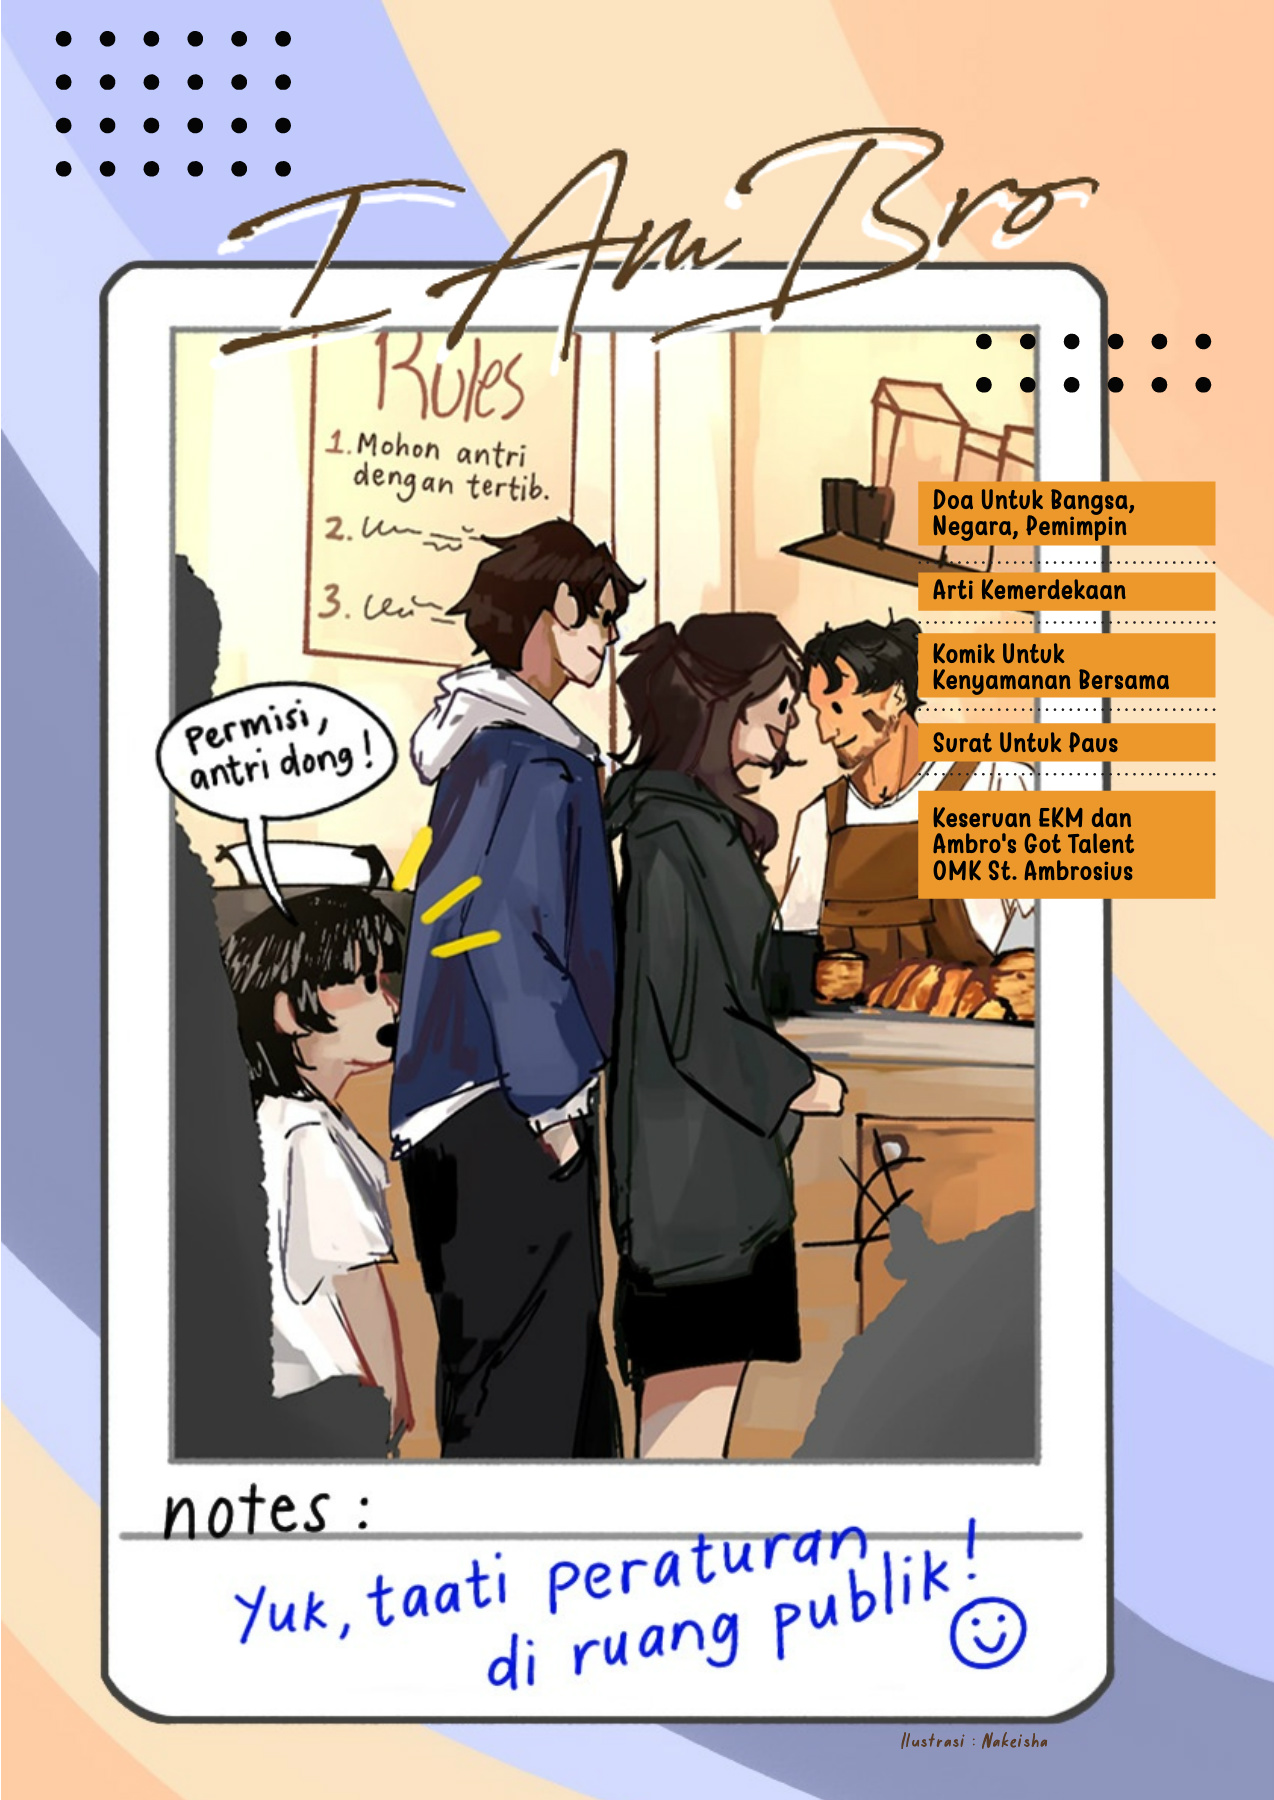 I Am Bro
Rules
1. Mohon antri
dengan tertib.
2.
3.
Doa Untuk Bangsa,
Negara, Pemimpin
Arti Kemerdekaan
Komik Untuk
Kenyamanan Bersama
Surat Untuk Paus
Keseruan EKM dan
Ambro's Got Talent
OMK St. Ambrosius
Permisi,
antri dong!
notes :
Yuk, taati peraturan
di ruang publik!
Ilustrasi : Nakeisha